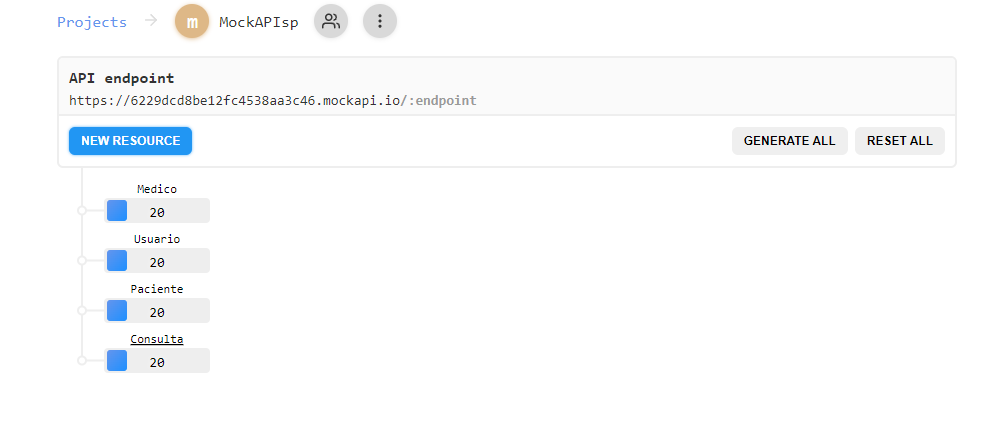 Projects → m MockAPIsp
API endpoint
https://6229dcd8be12fc4538aa3c46.mockapi.io/:endpoint
NEW RESOURCE GENERATE ALL RESET ALL
Medico
20
Usuario
20
Paciente
20
Consulta
20